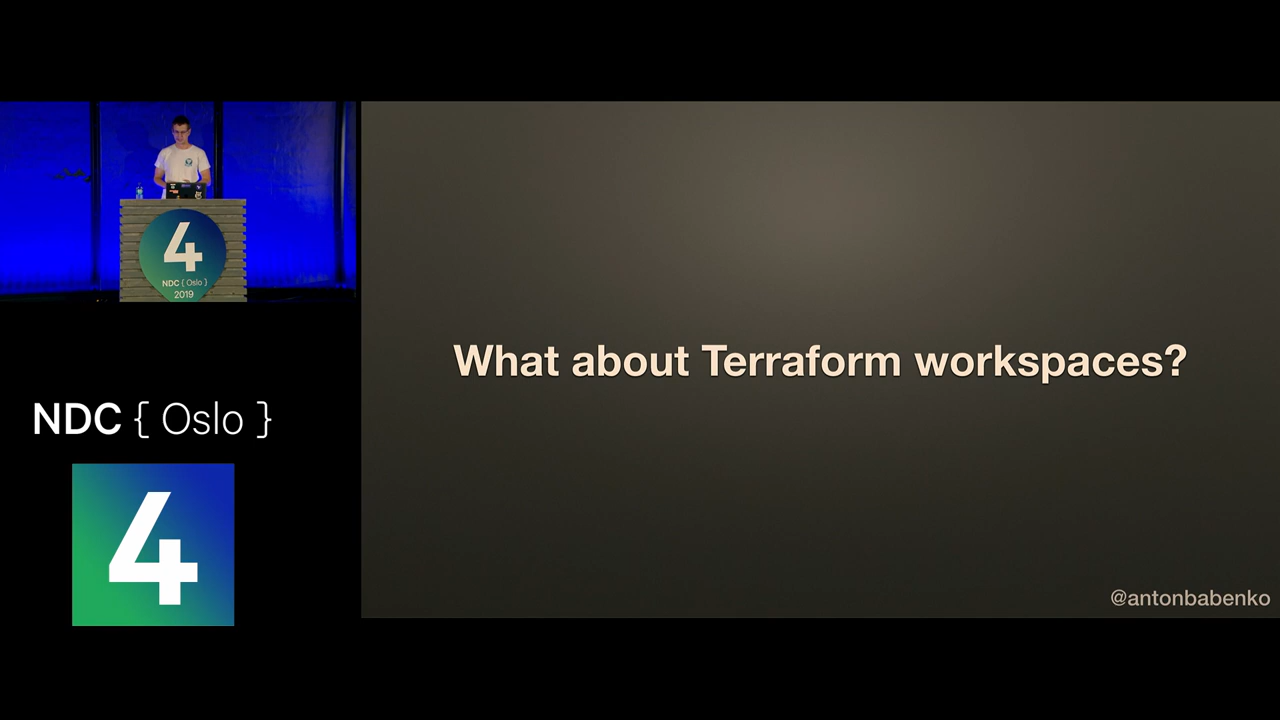 4
NDC { Oslo }
2019
What about Terraform workspaces?
NDC { Oslo }
4
@antonbabenko